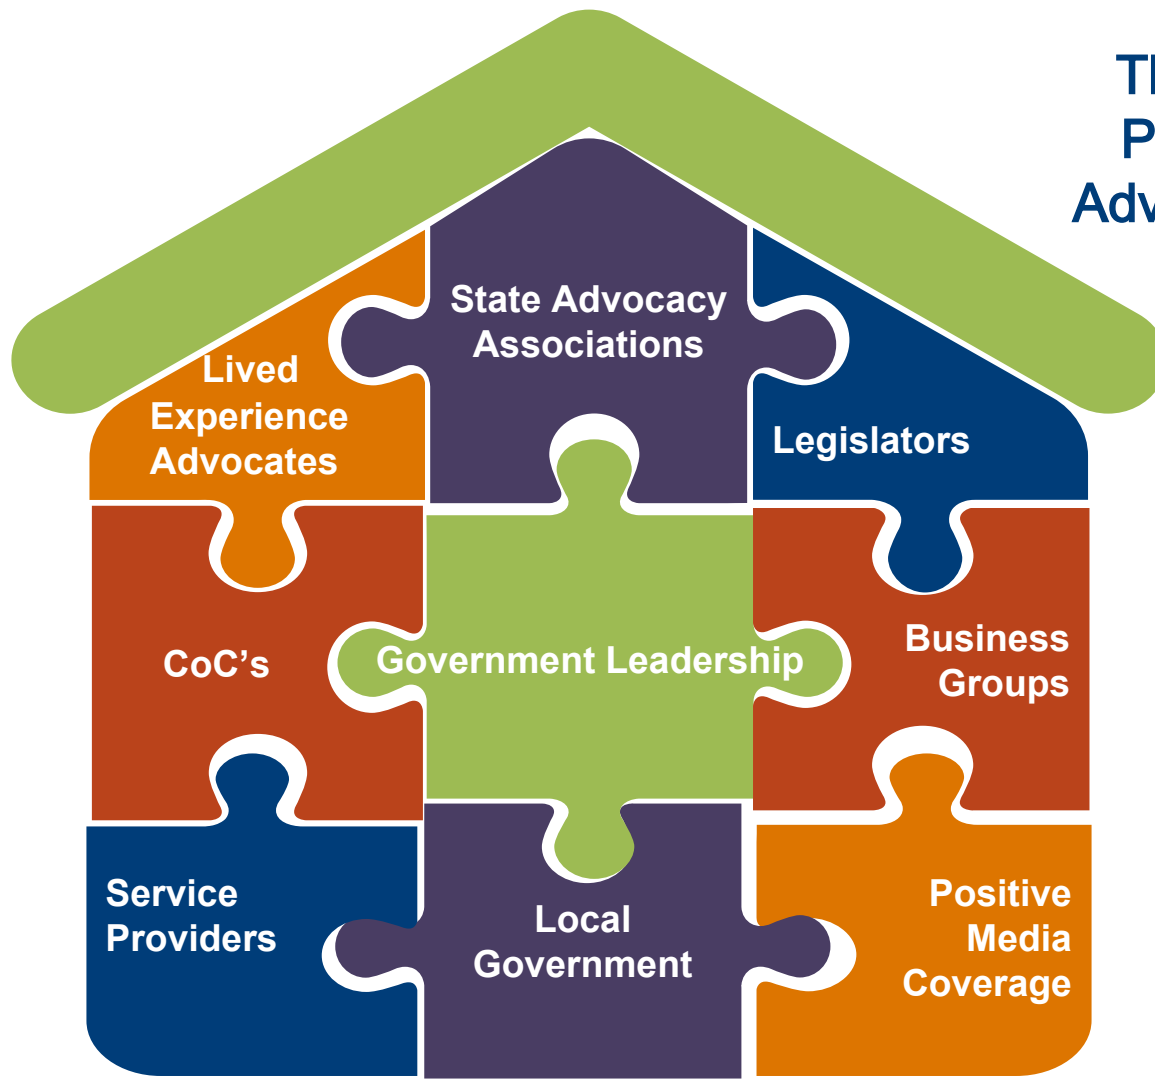 State Advocacy
Associations
Lived
Experience
Advocates
Legislators
CoC's
Government Leadership
Business
Groups
Service
Providers
Local
Government
Positive
Media
Coverage